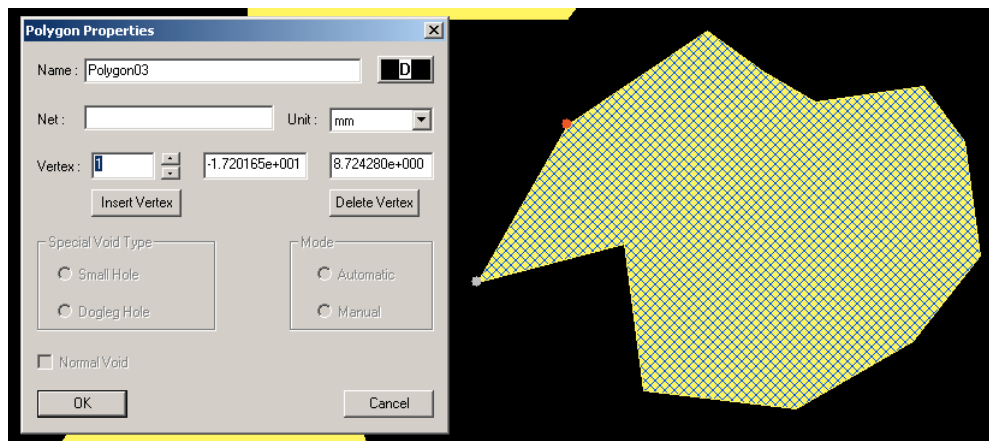 Polygon Properties
Name : Polygon03 D
Net : Unit : mm
Vertex : 1 -1.720165e+001 8.724280e+000
Insert Vertex Delete Vertex
Special Void Type Mode
Small Hole Automatic
Dogleg Hole Manual
Normal Void
OK Cancel